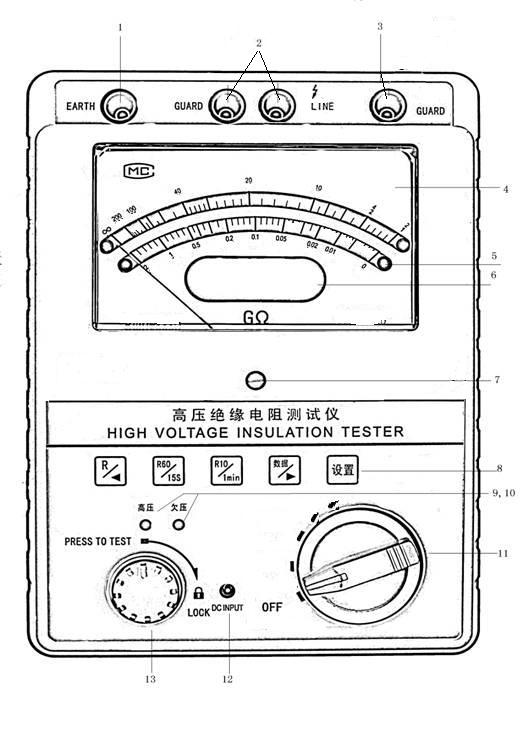 1
2
3
EARTH
GUARD
LINE
GUARD
MC
4
∞ 200 100 40 20 10
2 1 0.5 0.2 0.1 0.05 0.02 0.01 0
5
6
GΩ
7
高压绝缘电阻测试仪
HIGH VOLTAGE INSULATION TESTER
R/◀
R60/15S
R10/1min
数据/▶
设置
8
高压 欠压
9, 10
PRESS TO TEST
11
LOCK
DC INPUT
OFF
13
12